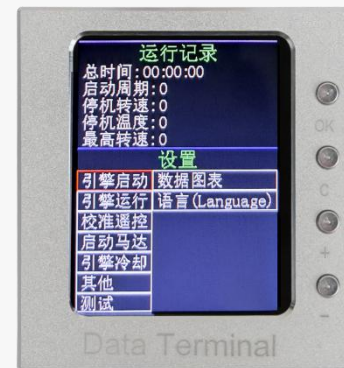 运行记录
总时间:00:00:00
启动周期:0
停机转速:0
停机温度:0
最高转速:0
设置
引擎启动 数据图表
引擎运行 语言(Language)
校准遥控
启动马达
引擎冷却
其他
测试
OK
C
+
-
Data Terminal